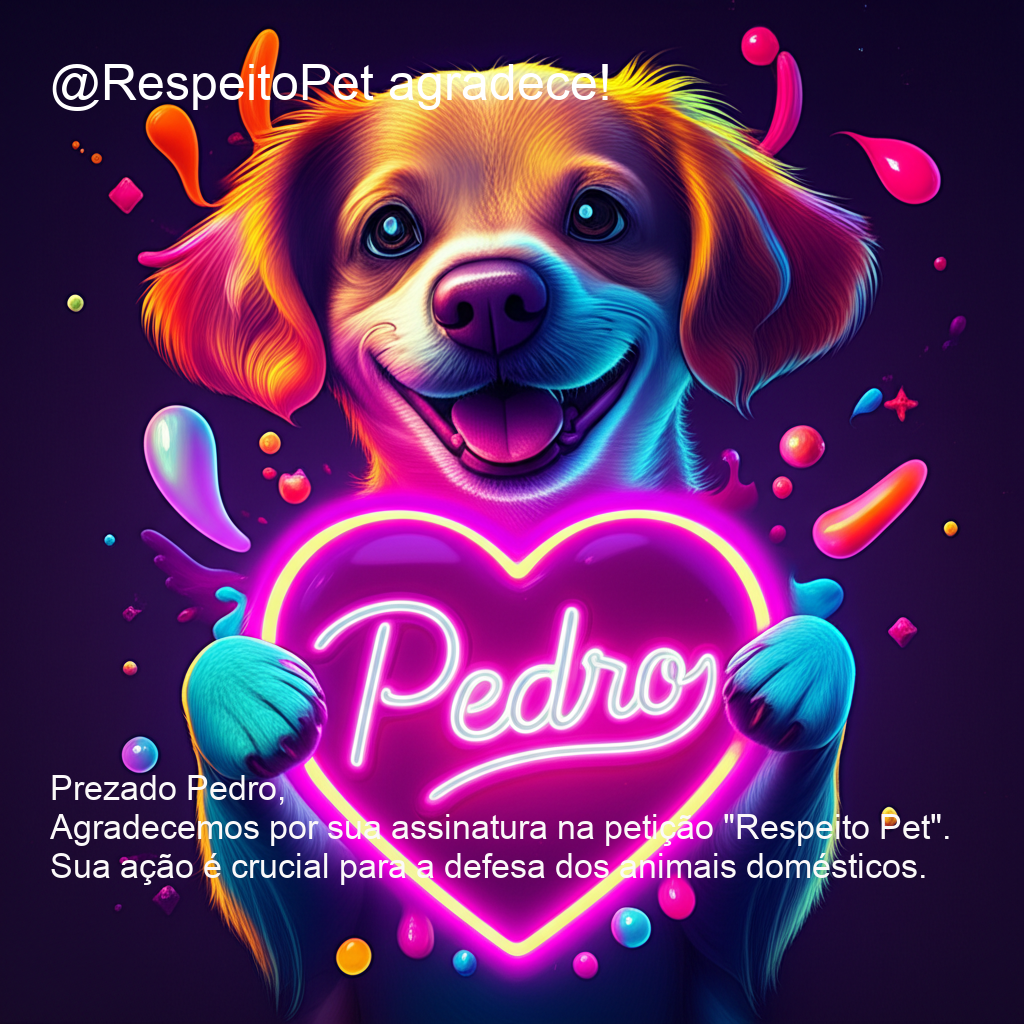 @RespeitoPet agradece!
Pedro
Prezado Pedro,
Agradecemos por sua assinatura na petição "Respeito Pet".
Sua ação é crucial para a defesa dos animais domésticos.